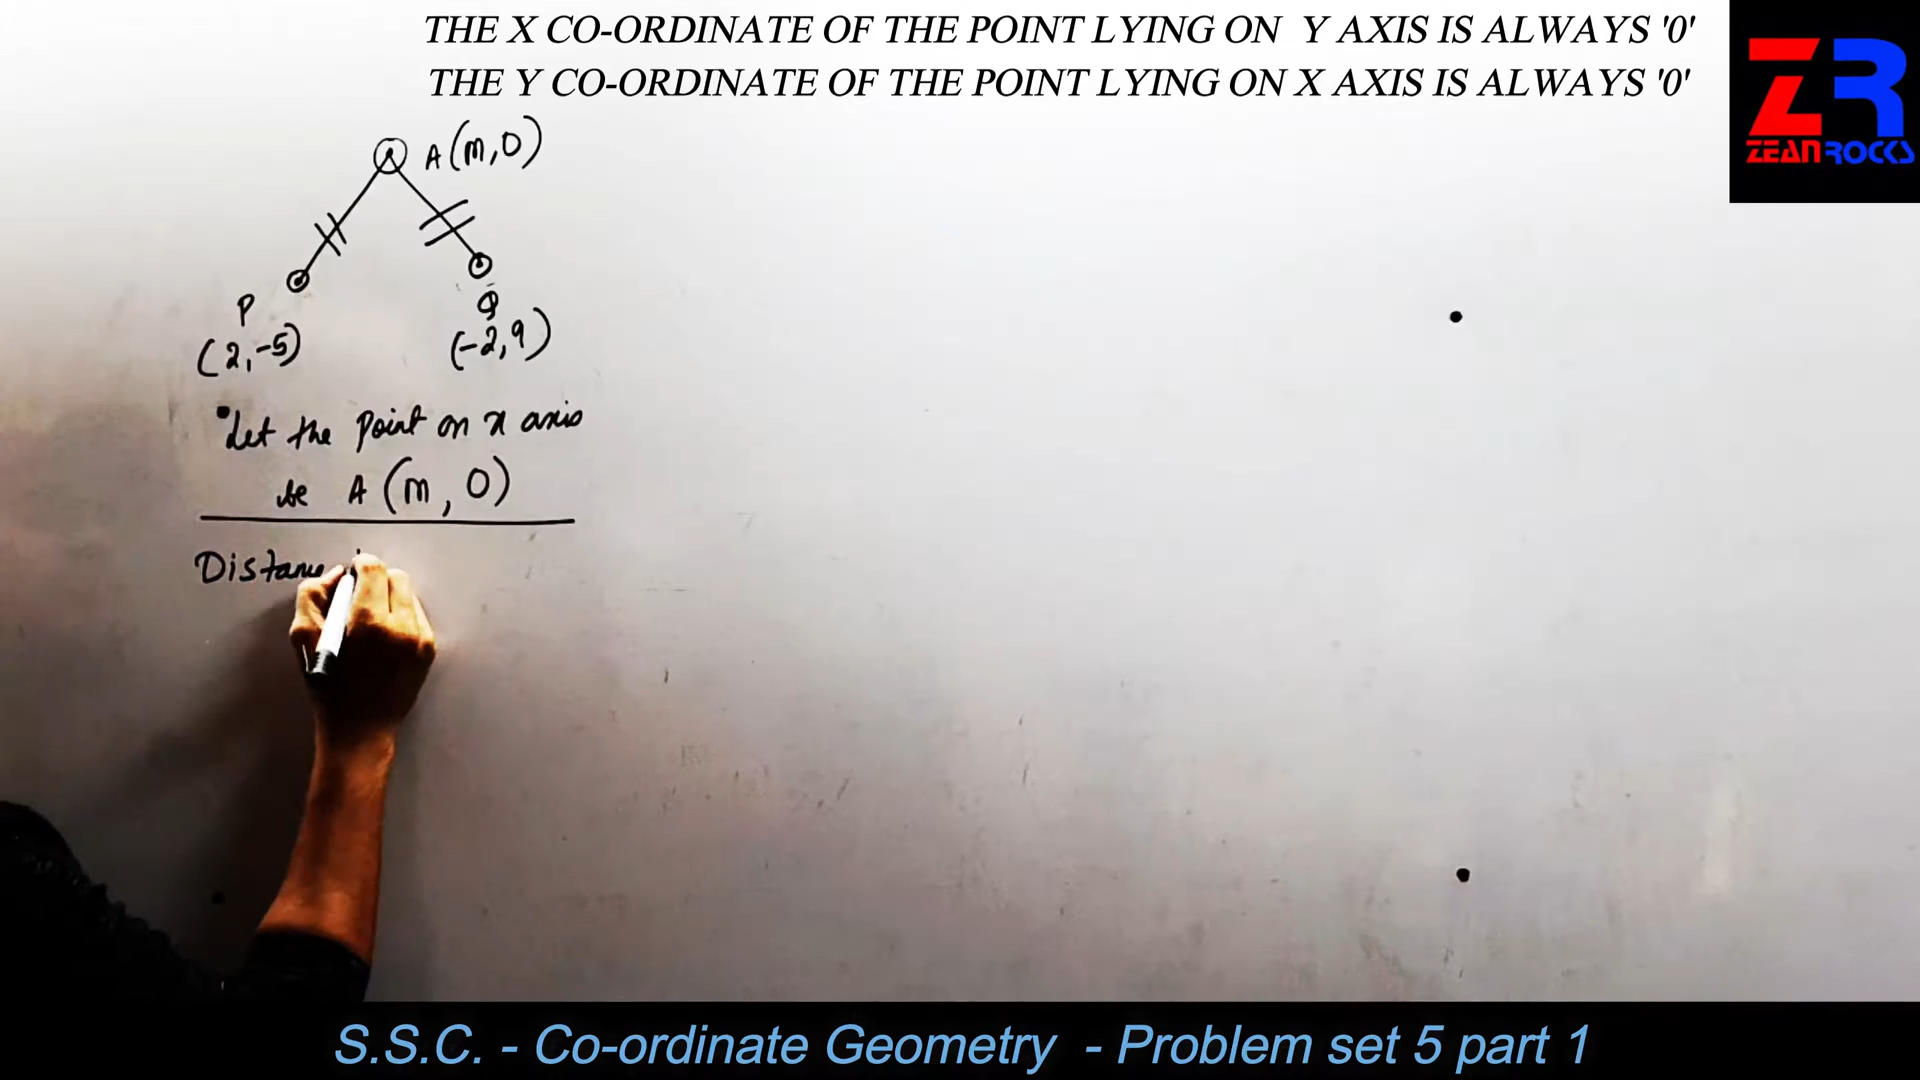 THE X CO-ORDINATE OF THE POINT LYING ON Y AXIS IS ALWAYS '0'
THE Y CO-ORDINATE OF THE POINT LYING ON X AXIS IS ALWAYS '0'
ZR
ZEAN ROCKS
A(m,0)
P
(2,-5)
Q
(-2,9)
Let the point on x axis
be A (m, 0)
Distance
S.S.C. - Co-ordinate Geometry - Problem set 5 part 1